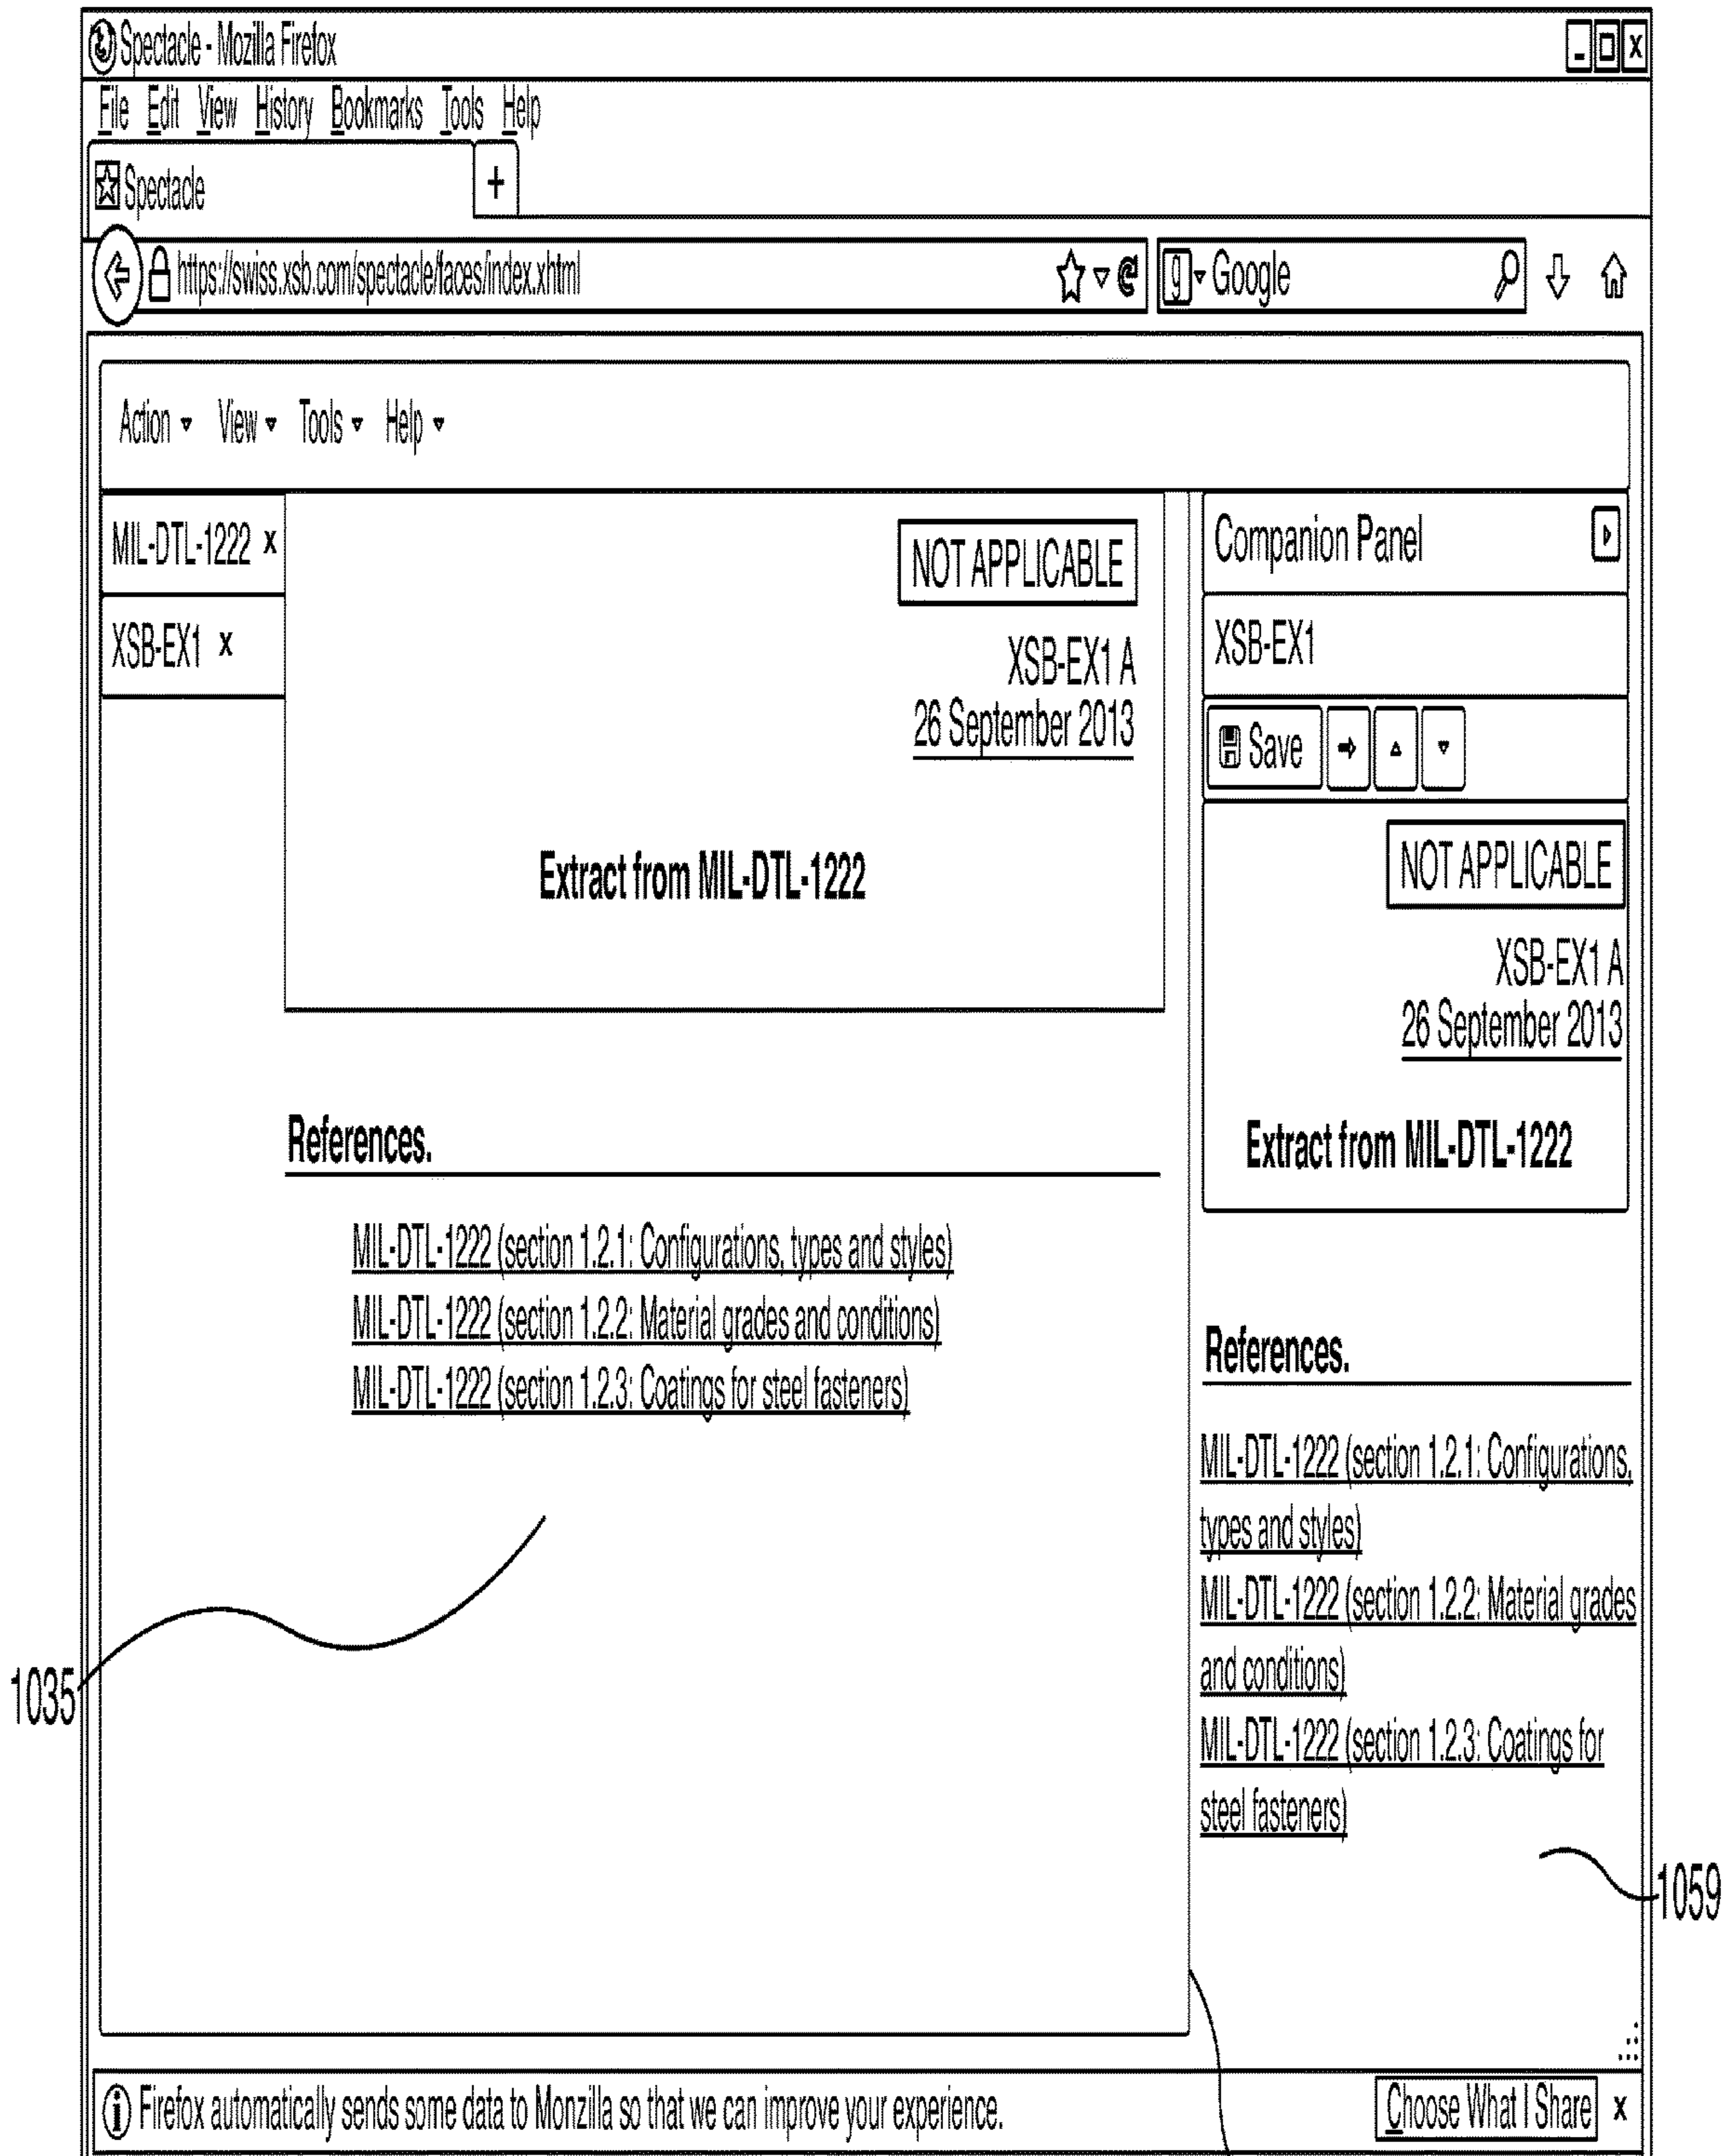 Spectacle - Mozilla Firefox
File Edit View History Bookmarks Tools Help
Spectacle +
https://swiss.xsb.com/spectacle/faces/index.xhtml
g Google
Action View Tools Help
MIL-DTL-1222 x
XSB-EX1 x
NOT APPLICABLE
XSB-EX1 A
26 September 2013
Extract from MIL-DTL-1222
References.
MIL-DTL-1222 (section 1.2.1: Configurations, types and styles)
MIL-DTL-1222 (section 1.2.2: Material grades and conditions)
MIL-DTL-1222 (section 1.2.3: Coatings for steel fasteners)
1035
Companion Panel
XSB-EX1
Save
NOT APPLICABLE
XSB-EX1 A
26 September 2013
Extract from MIL-DTL-1222
References.
MIL-DTL-1222 (section 1.2.1: Configurations,
types and styles)
MIL-DTL-1222 (section 1.2.2: Material grades
and conditions)
MIL-DTL-1222 (section 1.2.3: Coatings for
steel fasteners)
1059
Firefox automatically sends some data to Monzilla so that we can improve your experience.
Choose What I Share x